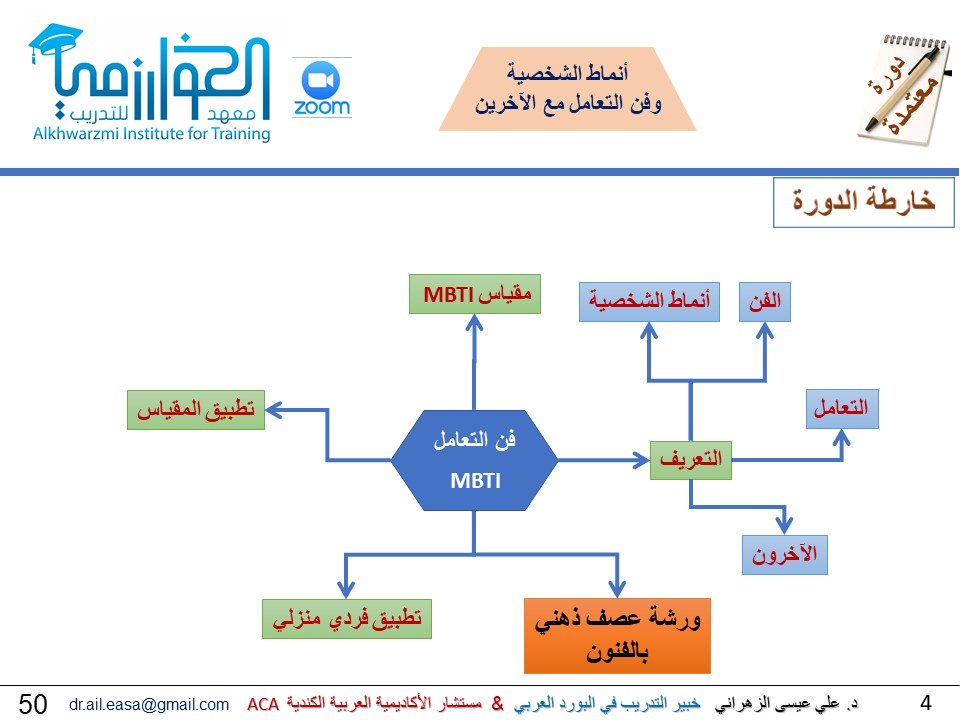 الخوارزمي
معهد للتدريب
Alkhwarzmi Institute for Training
zoom
أنماط الشخصية
وفن التعامل مع الآخرين
دورة
معتمدة
خارطة الدورة
مقياس MBTI
أنماط الشخصية
الفن
تطبيق المقياس
التعامل
فن التعامل
MBTI
التعريف
الآخرون
تطبيق فردي منزلي
ورشة عصف ذهني
بالفنون
4
د. علي عيسى الزهراني خبير التدريب في البورد العربي & مستشار الأكاديمية العربية الكندية ACA
dr.ail.easa@gmail.com
50